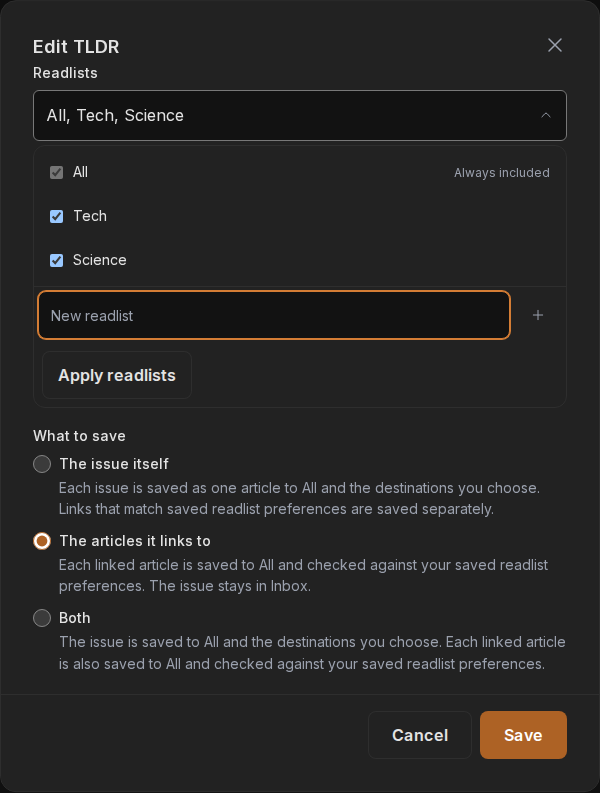 Edit TLDR
Readlists
All, Tech, Science
All
Always included
Tech
Science
New readlist
Apply readlists
What to save
The issue itself
Each issue is saved as one article to All and the destinations you choose.
Links that match saved readlist preferences are saved separately.
The articles it links to
Each linked article is saved to All and checked against your saved readlist
preferences. The issue stays in Inbox.
Both
The issue is saved to All and the destinations you choose. Each linked article
is also saved to All and checked against your saved readlist preferences.
Cancel
Save